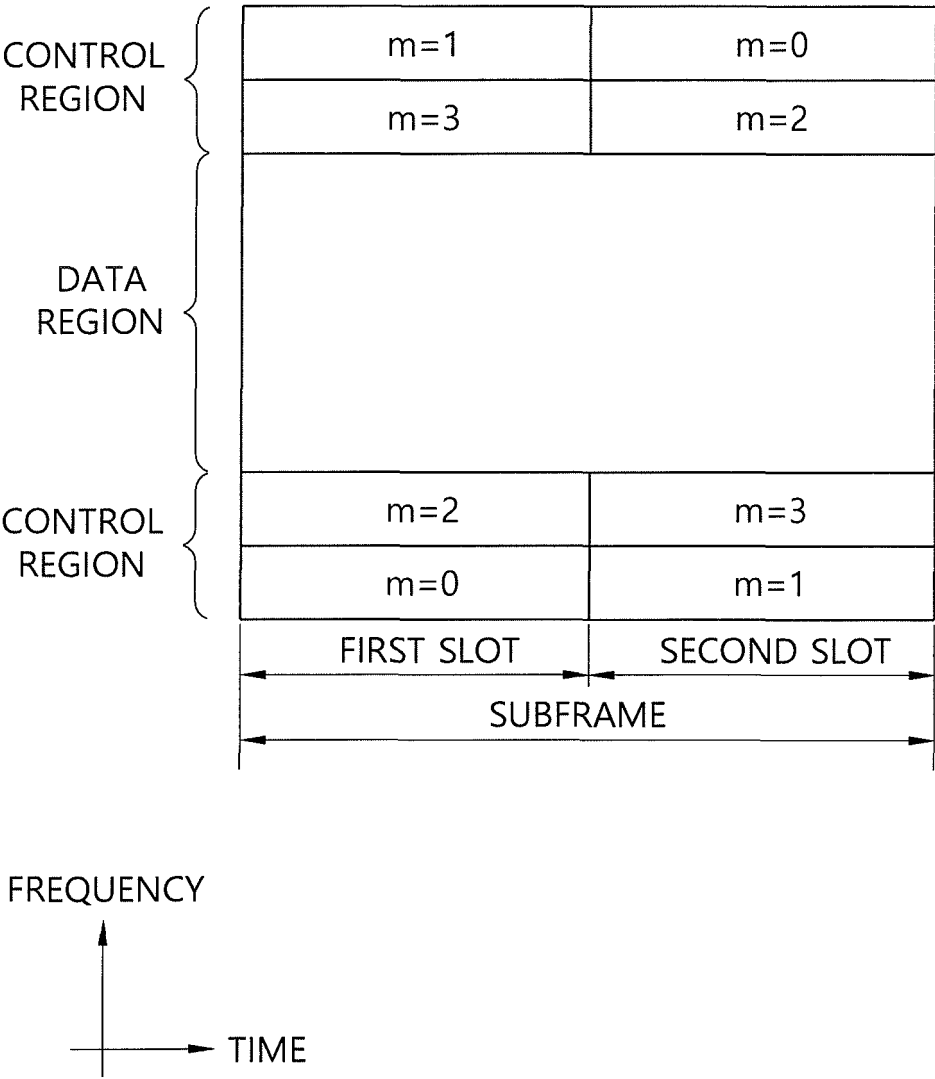 CONTROL
REGION
m=1
m=0
m=3
m=2
DATA
REGION
CONTROL
REGION
m=2
m=3
m=0
m=1
FIRST SLOT
SECOND SLOT
SUBFRAME
FREQUENCY
TIME